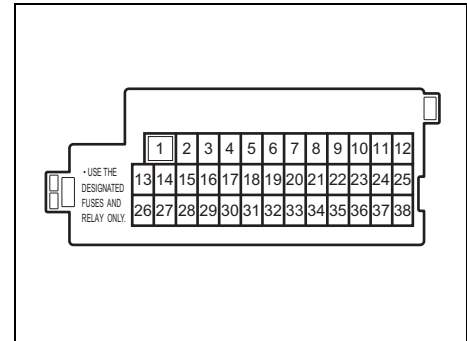 1 2 3 4 5 6 7 8 9 10 11 12
13 14 15 16 17 18 19 20 21 22 23 24 25
26 27 28 29 30 31 32 33 34 35 36 37 38
• USE THE
DESIGNATED
FUSES AND
RELAY ONLY.